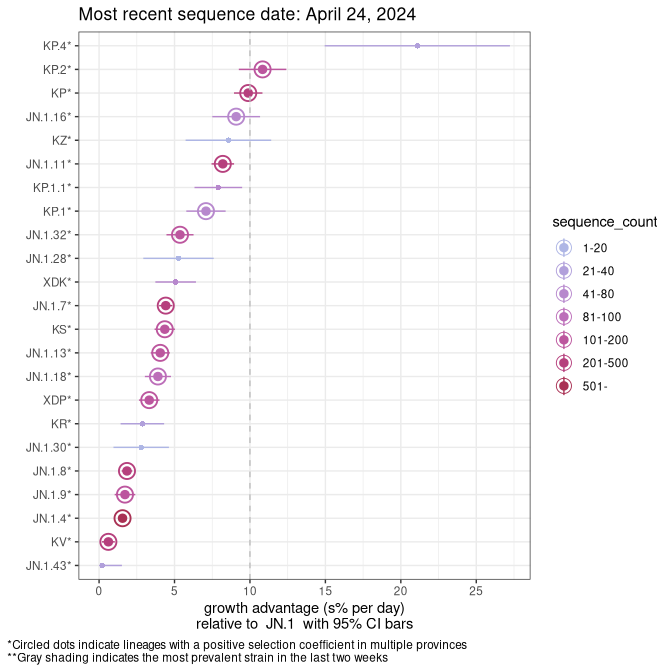 Most recent sequence date: April 24, 2024
KP.4*
KP.2*
KP*
JN.1.16*
KZ*
JN.1.11*
KP.1.1*
KP.1*
JN.1.32*
JN.1.28*
XDK*
JN.1.7*
KS*
JN.1.13*
JN.1.18*
XDP*
KR*
JN.1.30*
JN.1.8*
JN.1.9*
JN.1.4*
KV*
JN.1.43*
0 5 10 15 20 25
growth advantage (s% per day)
relative to JN.1 with 95% CI bars
sequence_count
1-20
21-40
41-80
81-100
101-200
201-500
501-
*Circled dots indicate lineages with a positive selection coefficient in multiple provinces
**Gray shading indicates the most prevalent strain in the last two weeks